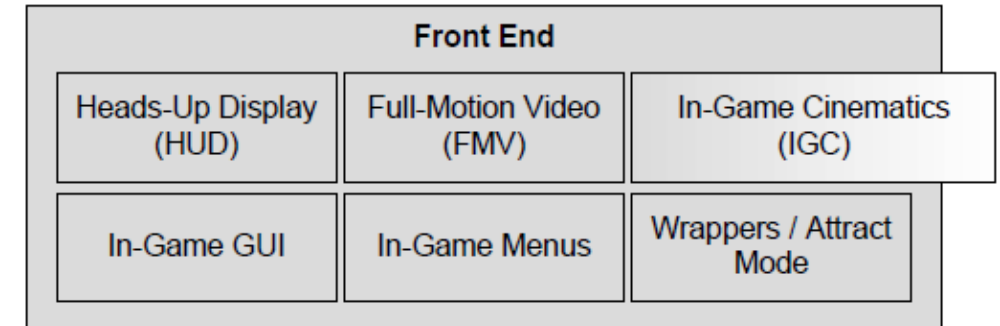 Front End
Heads-Up Display
(HUD)
Full-Motion Video
(FMV)
In-Game Cinematics
(IGC)
In-Game GUI
In-Game Menus
Wrappers / Attract
Mode